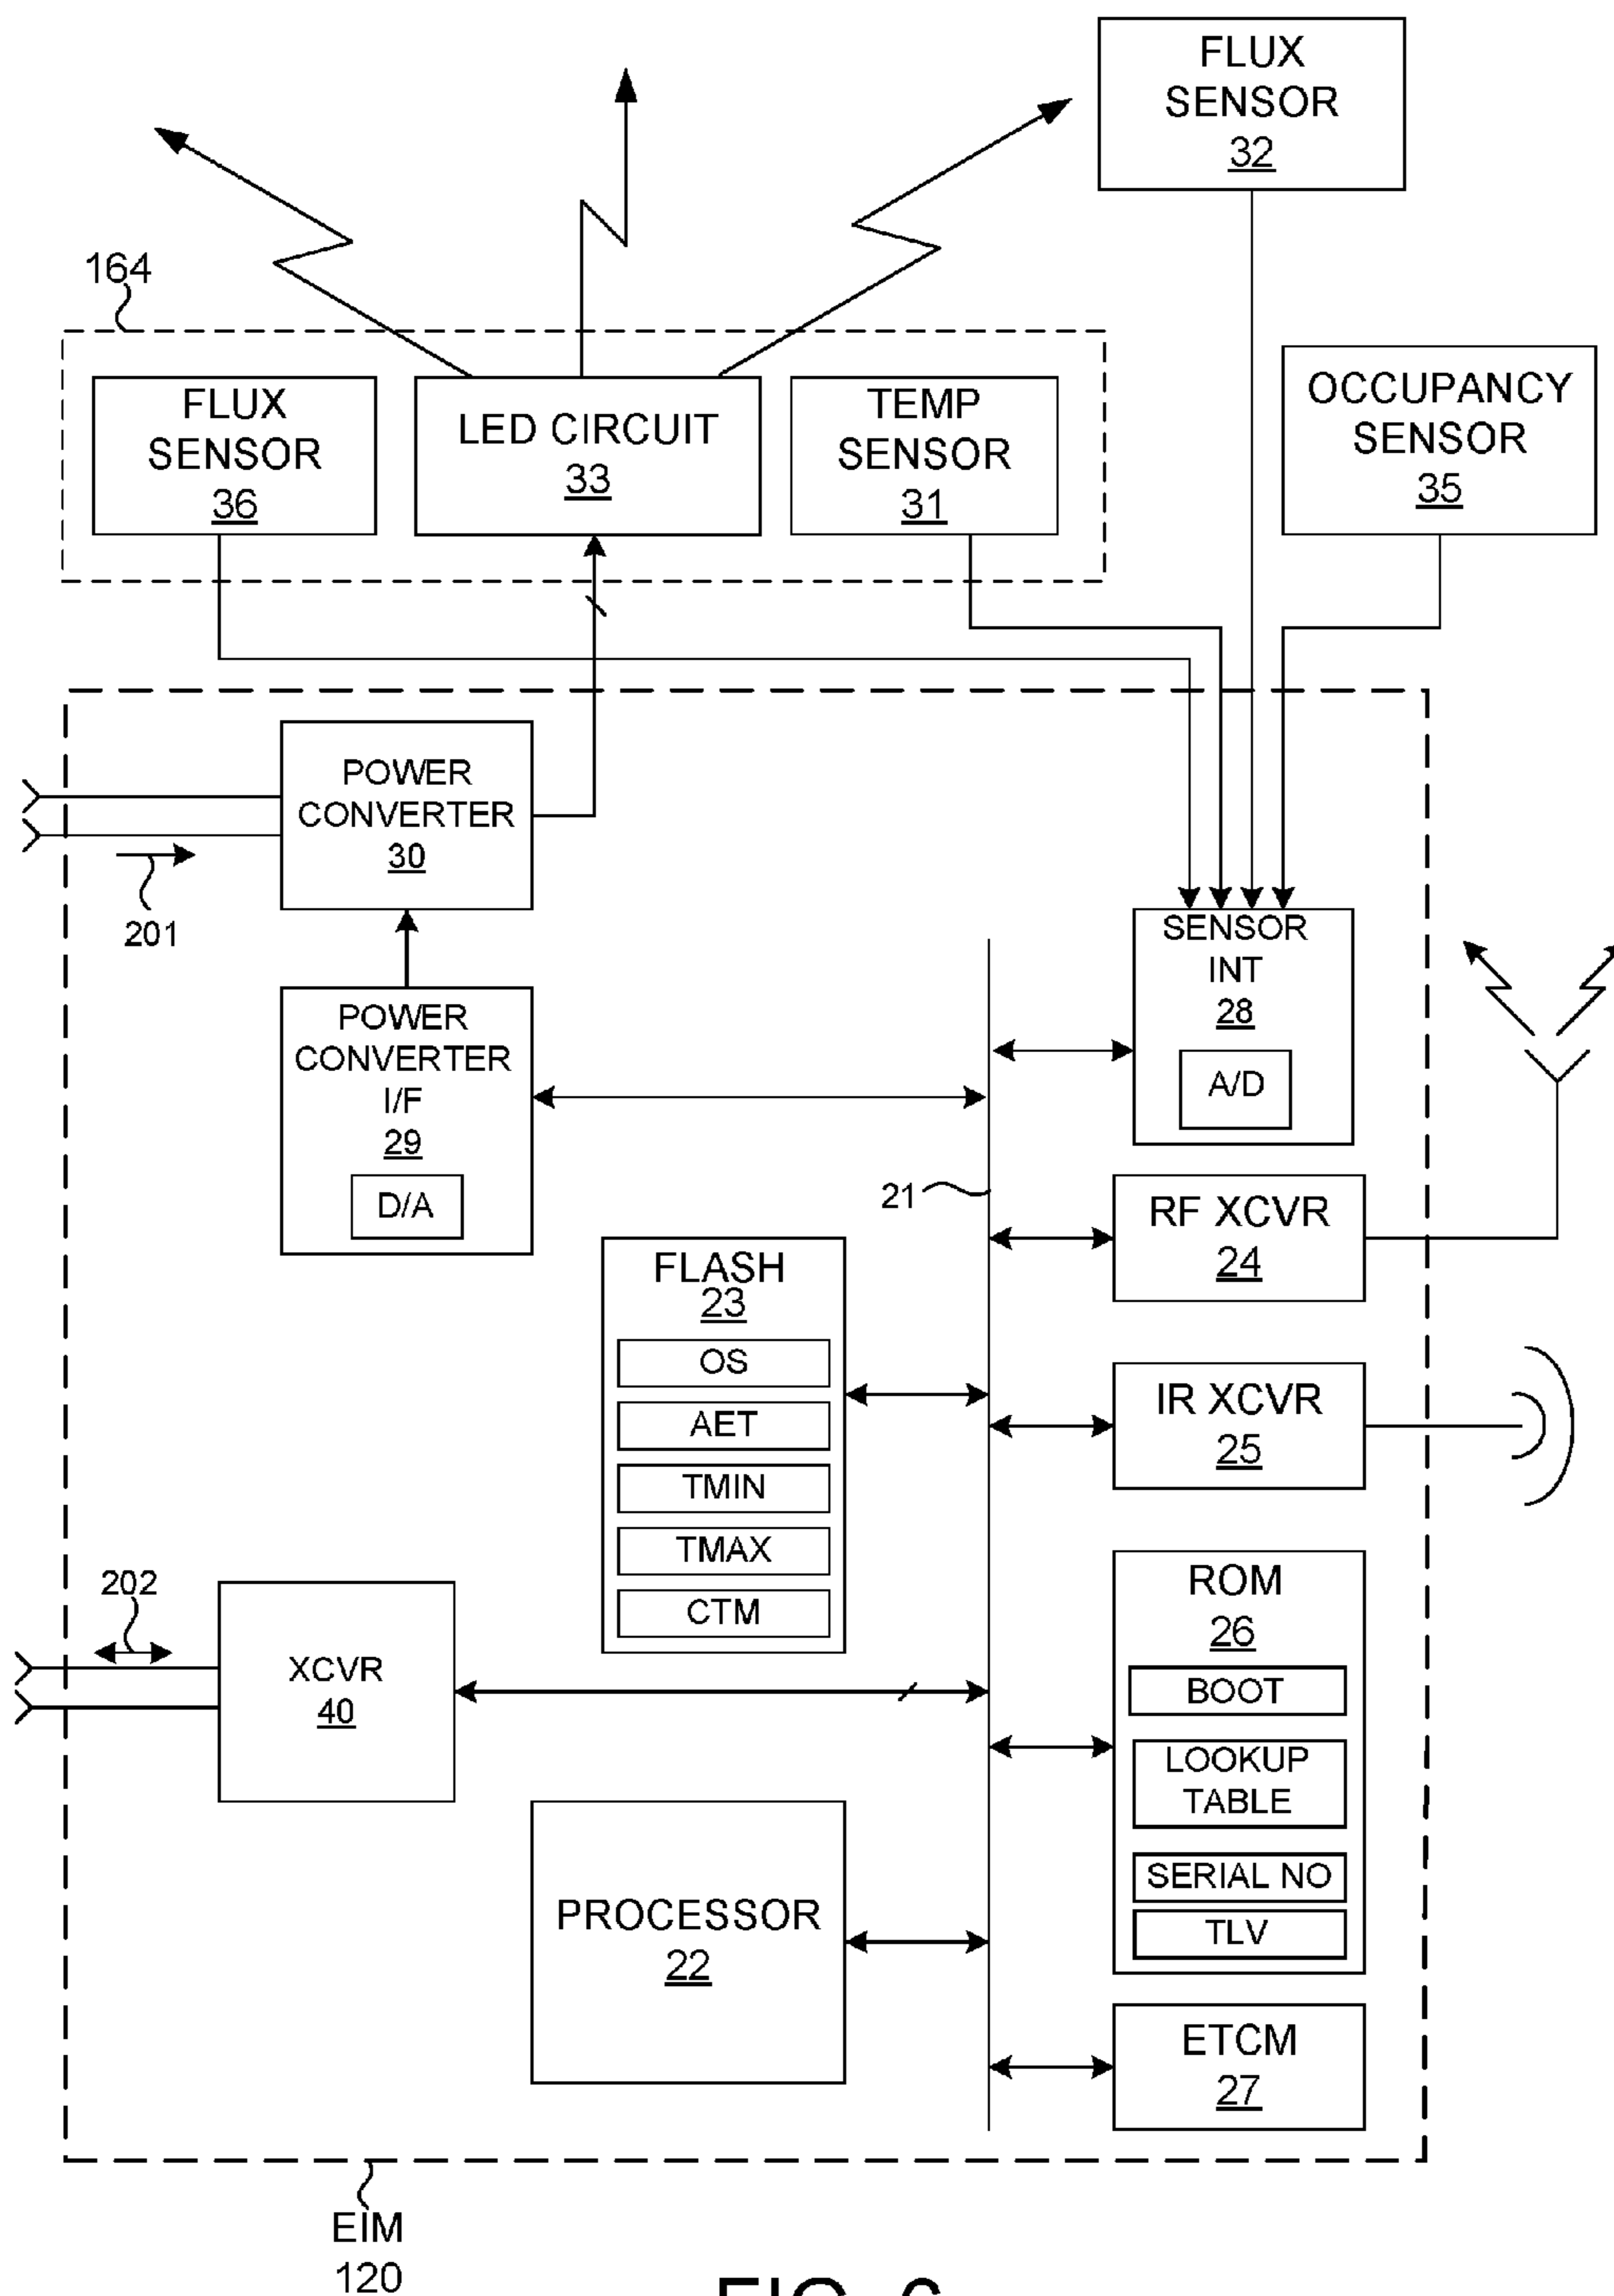 FLUX
SENSOR
32
164
FLUX
SENSOR
36
LED CIRCUIT
33
TEMP
SENSOR
31
OCCUPANCY
SENSOR
35
POWER
CONVERTER
30
201
SENSOR
INT
28
A/D
POWER
CONVERTER
I/F
29
D/A
21
RF XCVR
24
FLASH
23
OS
AET
TMIN
TMAX
CTM
IR XCVR
25
202
XCVR
40
ROM
26
BOOT
LOOKUP
TABLE
SERIAL NO
TLV
PROCESSOR
22
ETCM
27
EIM
120
FIG. 6